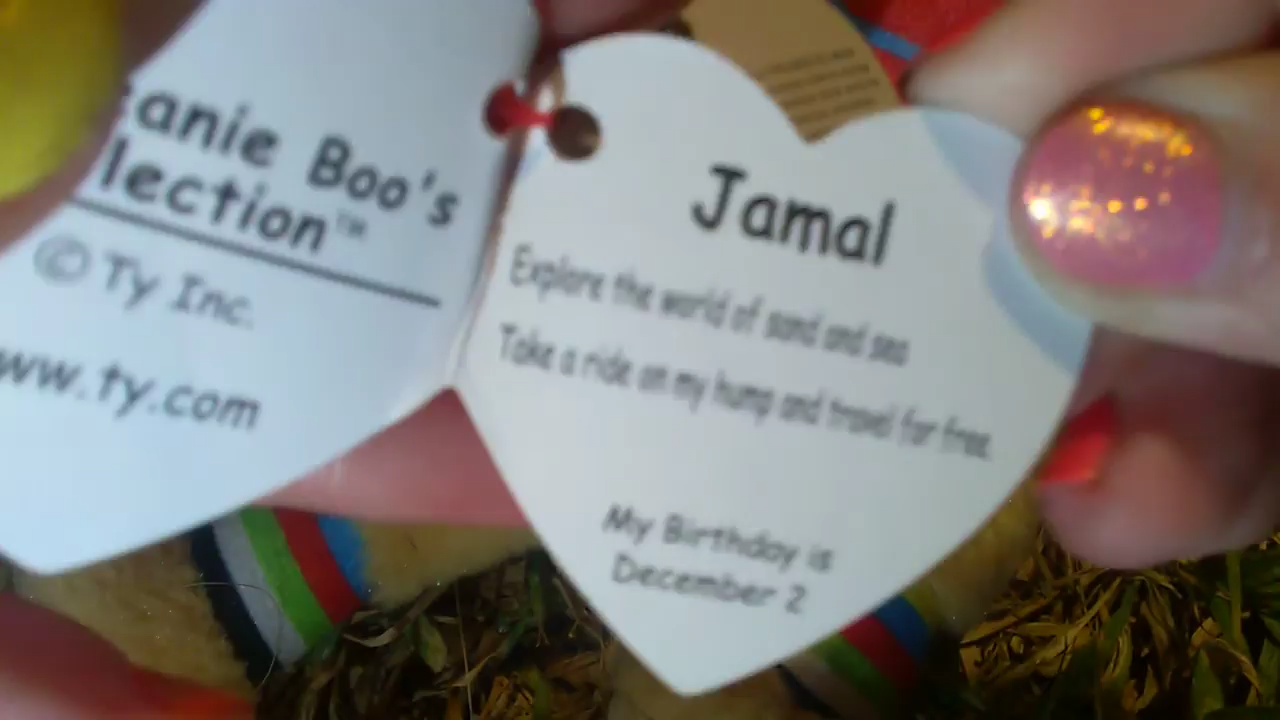 anie Boo's
lection™
© Ty Inc.
ww.ty.com
Jamal
Explore the world of sand and sea
Take a ride on my hump and travel for free.
My Birthday is
December 2